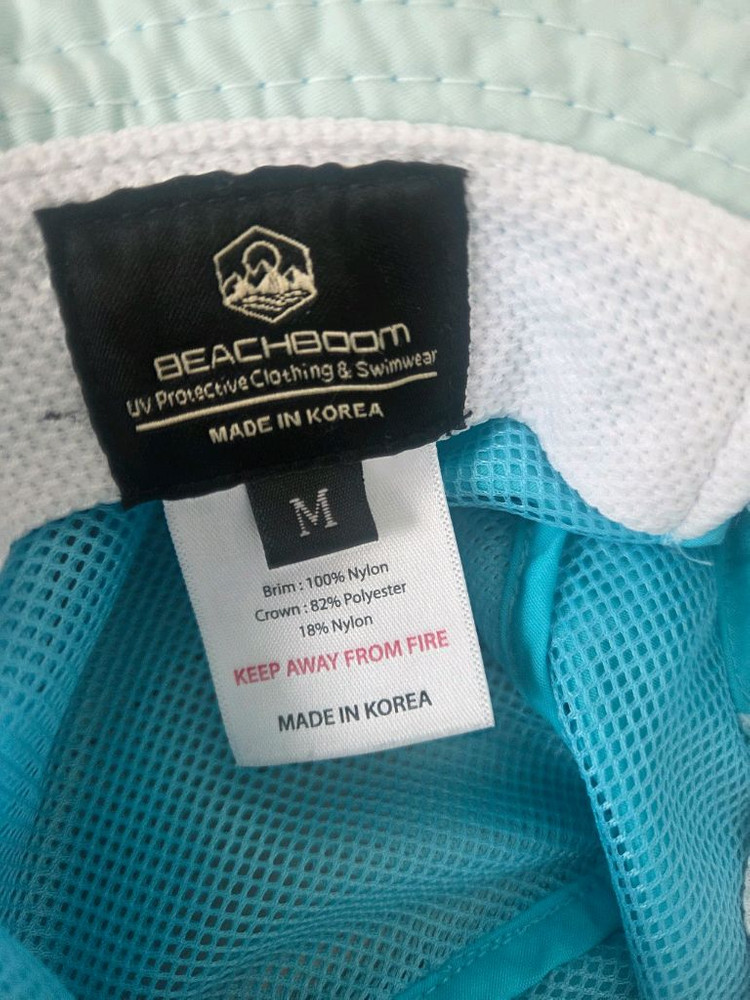 BEACHBOOM
UV Protective Clothing & Swimwear
MADE IN KOREA
M
Brim : 100% Nylon
Crown : 82% Polyester
18% Nylon
KEEP AWAY FROM FIRE
MADE IN KOREA